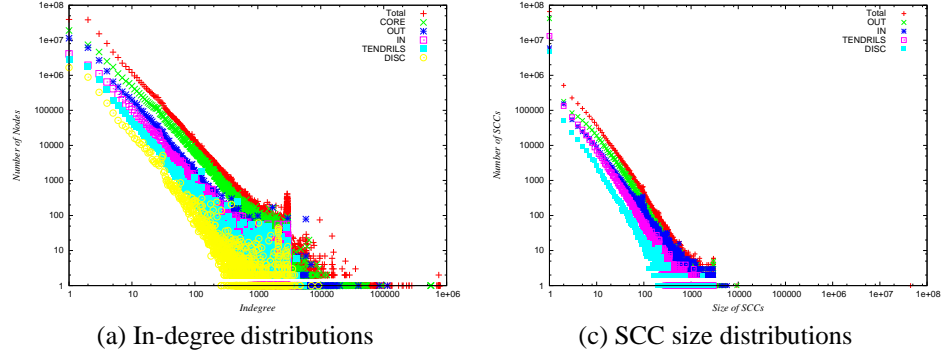 1e+08
1e+07
1e+06
100000
10000
1000
100
10
1
1 10 100 1000 10000 100000 1e+06
Number of Nodes
Indegree
Total
CORE
OUT
IN
TENDRILS
DISC
(a) In-degree distributions
1e+08
1e+07
1e+06
100000
10000
1000
100
10
1
1 10 100 1000 10000 100000 1e+06 1e+07 1e+08
Number of SCCs
Size of SCCs
Total
OUT
IN
TENDRILS
DISC
(c) SCC size distributions